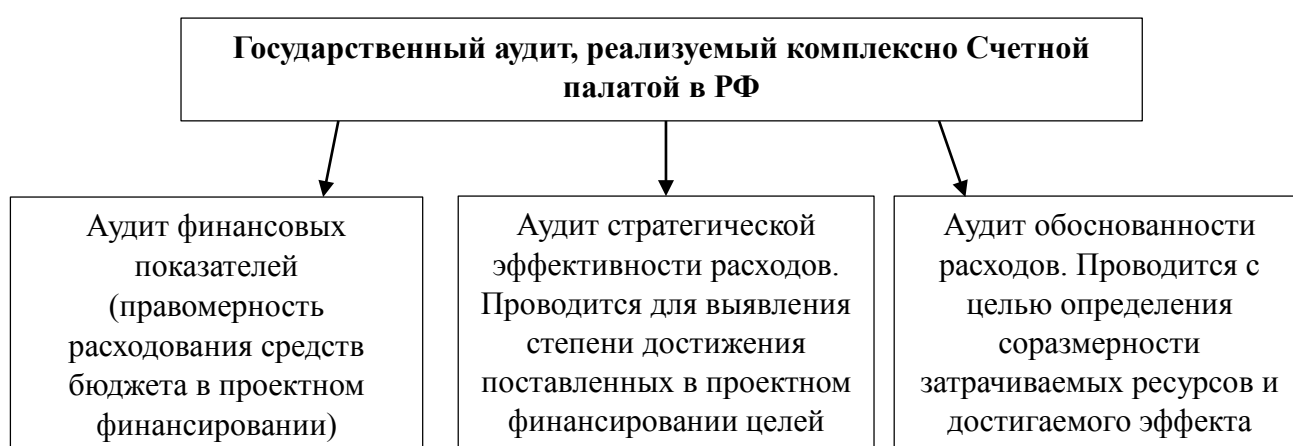 Государственный аудит, реализуемый комплексно Счетной
палатой в РФ
Аудит финансовых
показателей
(правомерность
расходования средств
бюджета в проектном
финансировании)
Аудит стратегической
эффективности расходов.
Проводится для выявления
степени достижения
поставленных в проектном
финансировании целей
Аудит обоснованности
расходов. Проводится с
целью определения
соразмерности
затрачиваемых ресурсов и
достигаемого эффекта